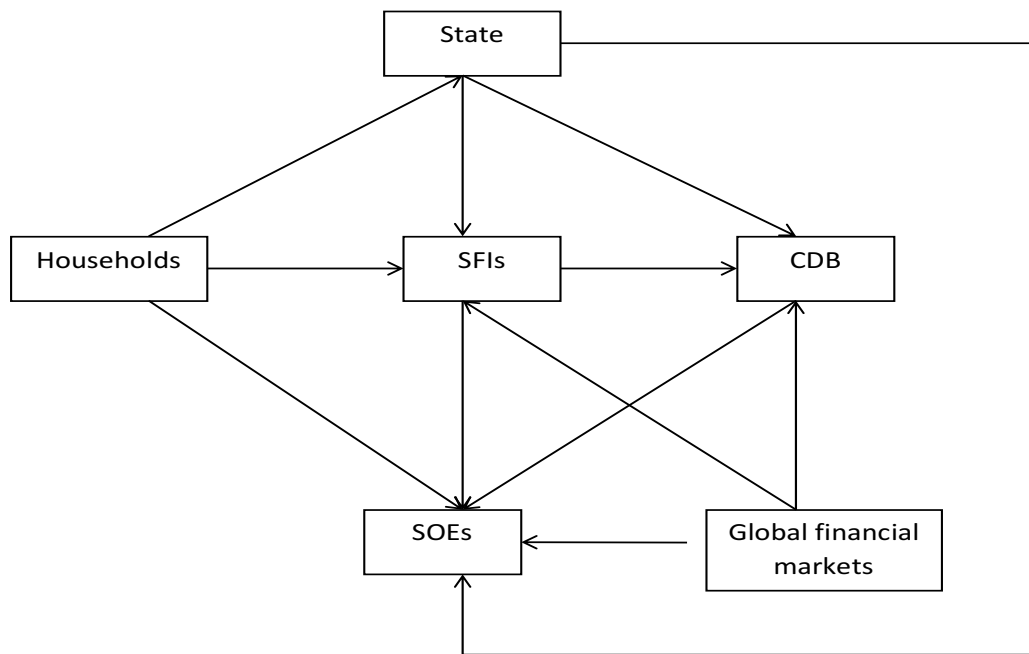 State
Households
SFIs
CDB
SOEs
Global financial
markets